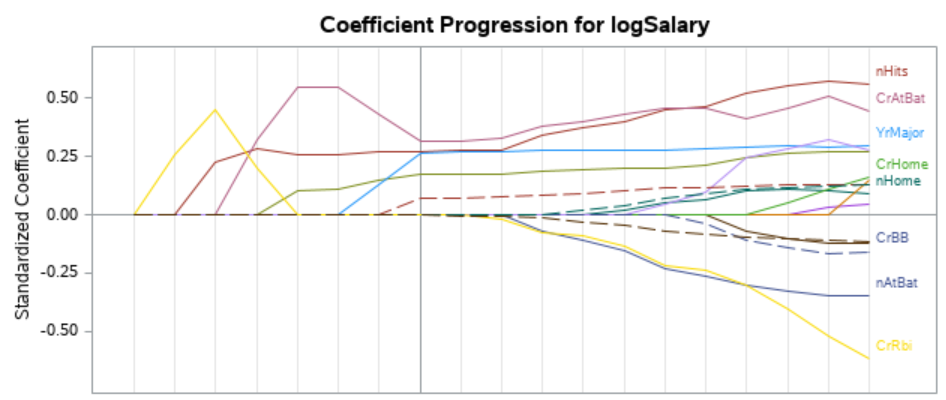 Coefficient Progression for logSalary
Standardized Coefficient
0.50
0.25
0.00
-0.25
-0.50
nHits
CrAtBat
YrMajor
CrHome
nHome
CrBB
nAtBat
CrRbi